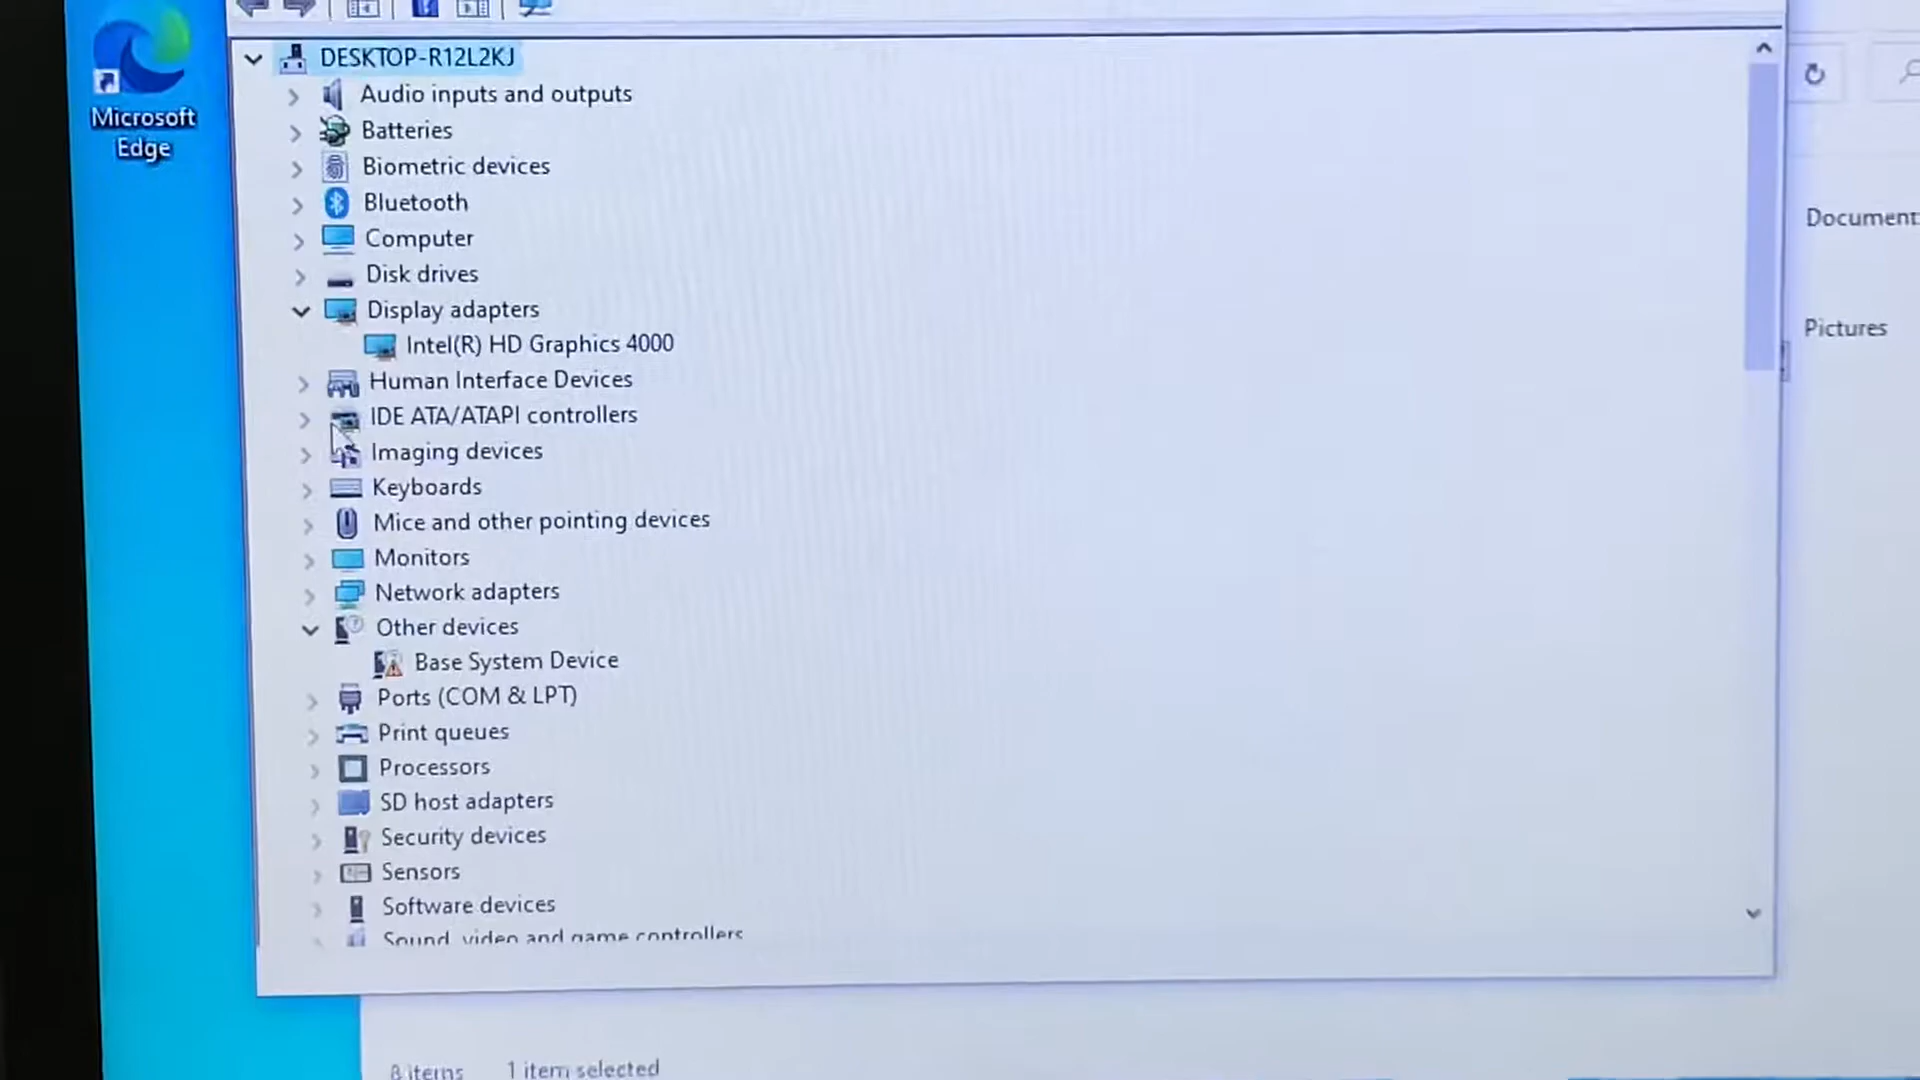 DESKTOP-R12L2KJ
Audio inputs and outputs
Batteries
Biometric devices
Bluetooth
Computer
Disk drives
Display adapters
Intel(R) HD Graphics 4000
Human Interface Devices
IDE ATA/ATAPI controllers
Imaging devices
Keyboards
Mice and other pointing devices
Monitors
Network adapters
Other devices
Base System Device
Ports (COM & LPT)
Print queues
Processors
SD host adapters
Security devices
Sensors
Software devices
Sound, video and game controllers
Microsoft
Edge
Document
Pictures
8 items 1 item selected